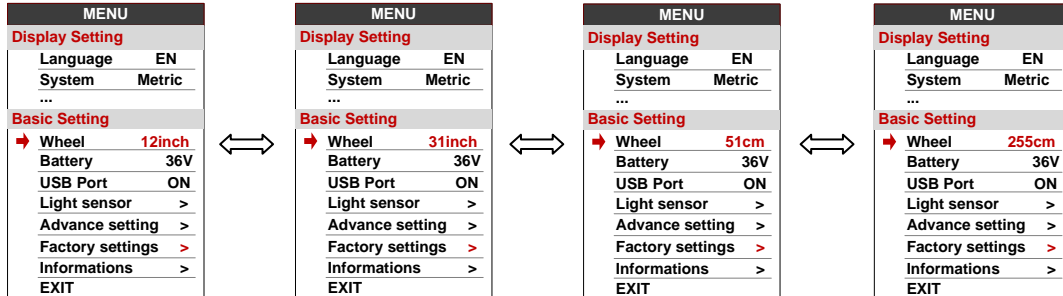 MENU
Display Setting
Language EN
System Metric
...
Basic Setting
Wheel 12inch
Battery 36V
USB Port ON
Light sensor >
Advance setting >
Factory settings >
Informations >
EXIT
MENU
Display Setting
Language EN
System Metric
...
Basic Setting
Wheel 31inch
Battery 36V
USB Port ON
Light sensor >
Advance setting >
Factory settings >
Informations >
EXIT
MENU
Display Setting
Language EN
System Metric
...
Basic Setting
Wheel 51cm
Battery 36V
USB Port ON
Light sensor >
Advance setting >
Factory settings >
Informations >
EXIT
MENU
Display Setting
Language EN
System Metric
...
Basic Setting
Wheel 255cm
Battery 36V
USB Port ON
Light sensor >
Advance setting >
Factory settings >
Informations >
EXIT